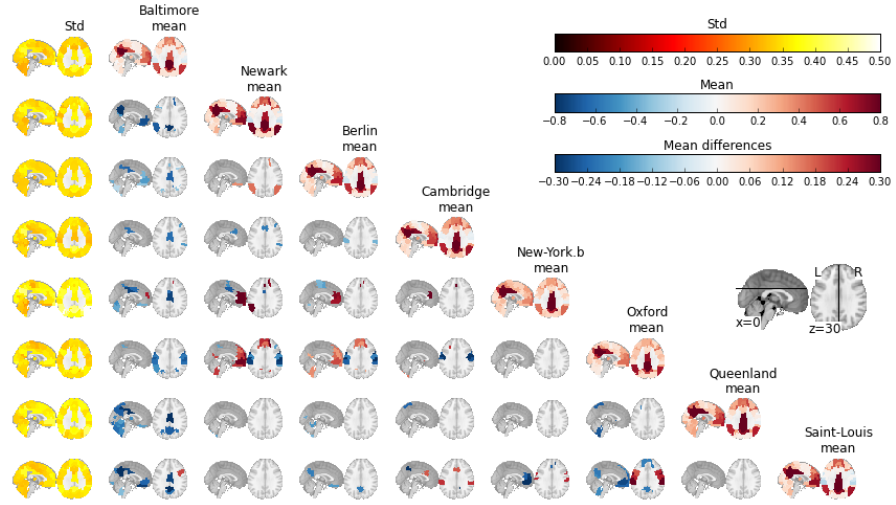 Std
Baltimore
mean
Newark
mean
Berlin
mean
Cambridge
mean
New-York.b
mean
Oxford
mean
Queenland
mean
Saint-Louis
mean
Std
0.00 0.05 0.10 0.15 0.20 0.25 0.30 0.35 0.40 0.45 0.50
Mean
−0.8 −0.6 −0.4 −0.2 0.0 0.2 0.3 0.5 0.6 0.8
Mean differences
−0.30 −0.24 −0.18 −0.12 −0.06 0.00 0.06 0.12 0.18 0.24 0.30
L R
x=0
z=30